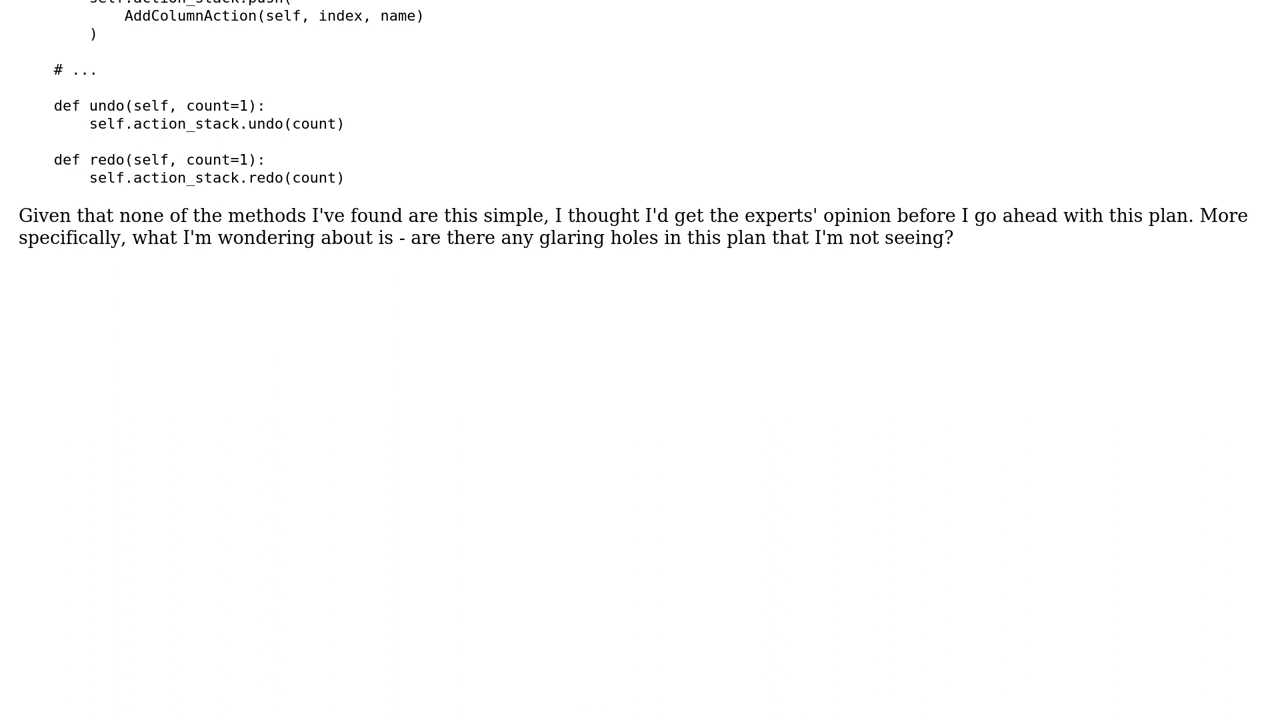 self.action_stack.push(
AddColumnAction(self, index, name)
)
# ...
def undo(self, count=1):
self.action_stack.undo(count)
def redo(self, count=1):
self.action_stack.redo(count)
Given that none of the methods I've found are this simple, I thought I'd get the experts' opinion before I go ahead with this plan. More
specifically, what I'm wondering about is - are there any glaring holes in this plan that I'm not seeing?